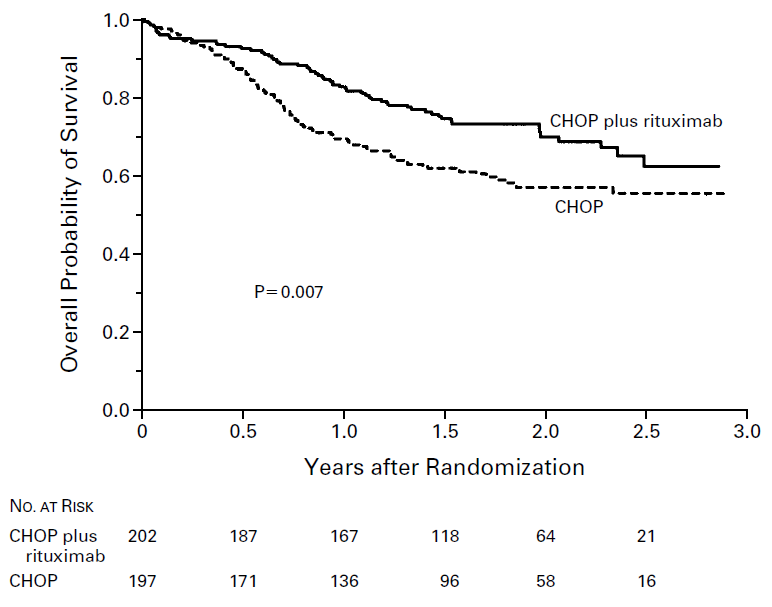 1.0
0.8
0.6
0.4
0.2
0.0
Overall Probability of Survival
CHOP plus rituximab
CHOP
P=0.007
0 0.5 1.0 1.5 2.0 2.5 3.0
Years after Randomization
No. at Risk
CHOP plus 202 187 167 118 64 21
rituximab
CHOP 197 171 136 96 58 16